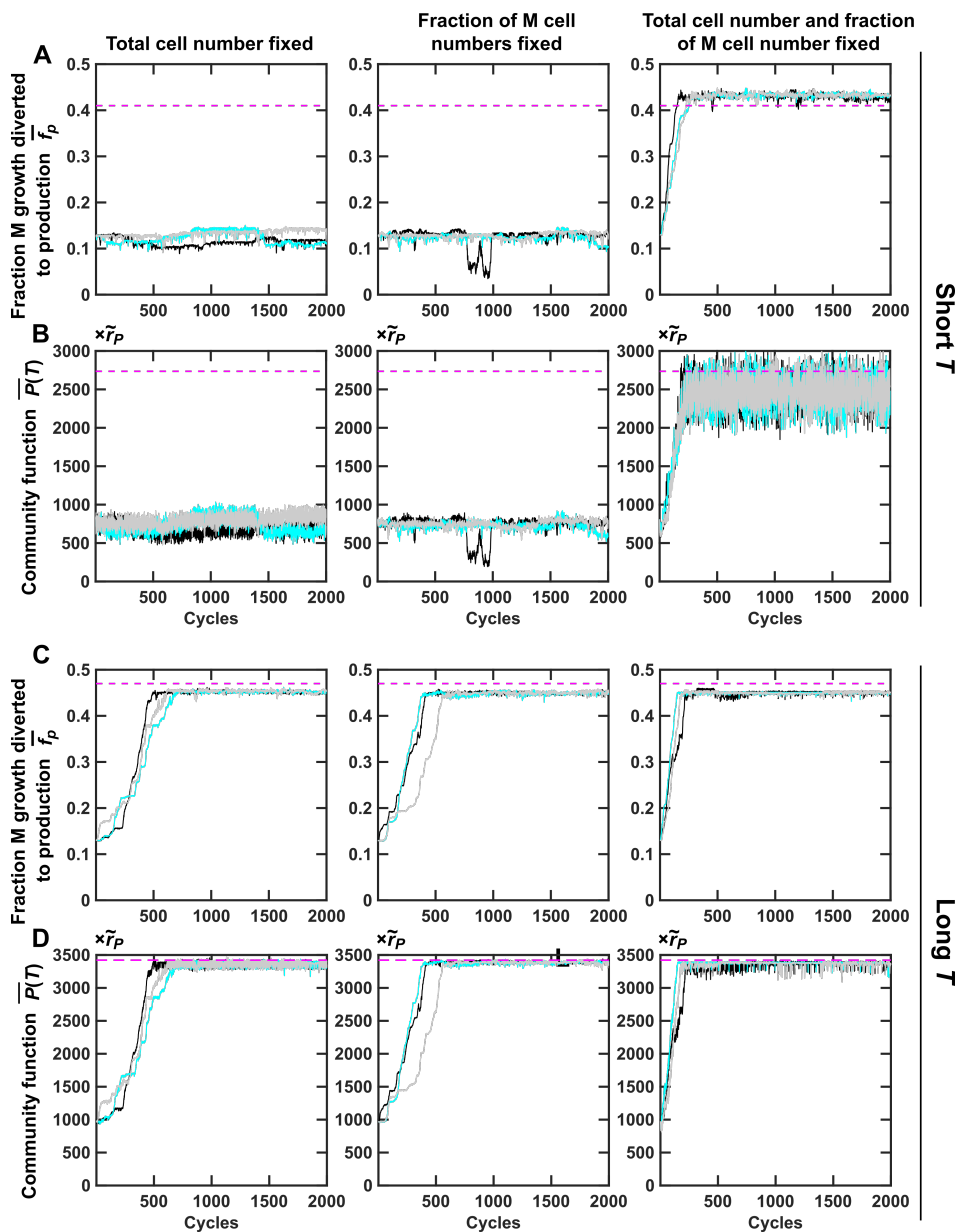 Total cell number fixed
Fraction of M cell
numbers fixed
Total cell number and fraction
of M cell number fixed
A
Fraction M growth diverted
to production f̅p
0.5
0.4
0.3
0.2
0.1
0
500 1000 1500 2000
0.5
0.4
0.3
0.2
0.1
0
500 1000 1500 2000
0.5
0.4
0.3
0.2
0.1
0
500 1000 1500 2000
B
Community function P̅(T)
×r̃P
3000
2500
2000
1500
1000
500
0
500 1000 1500 2000
Cycles
×r̃P
3000
2500
2000
1500
1000
500
0
500 1000 1500 2000
Cycles
×r̃P
3000
2500
2000
1500
1000
500
0
500 1000 1500 2000
Cycles
Short T
C
Fraction M growth diverted
to production f̅p
0.5
0.4
0.3
0.2
0.1
0
500 1000 1500 2000
0.5
0.4
0.3
0.2
0.1
0
500 1000 1500 2000
0.5
0.4
0.3
0.2
0.1
0
500 1000 1500 2000
D
Community function P̅(T)
×r̃P
3500
3000
2500
2000
1500
1000
500
0
500 1000 1500 2000
Cycles
×r̃P
3500
3000
2500
2000
1500
1000
500
0
500 1000 1500 2000
Cycles
×r̃P
3500
3000
2500
2000
1500
1000
500
0
500 1000 1500 2000
Cycles
Long T